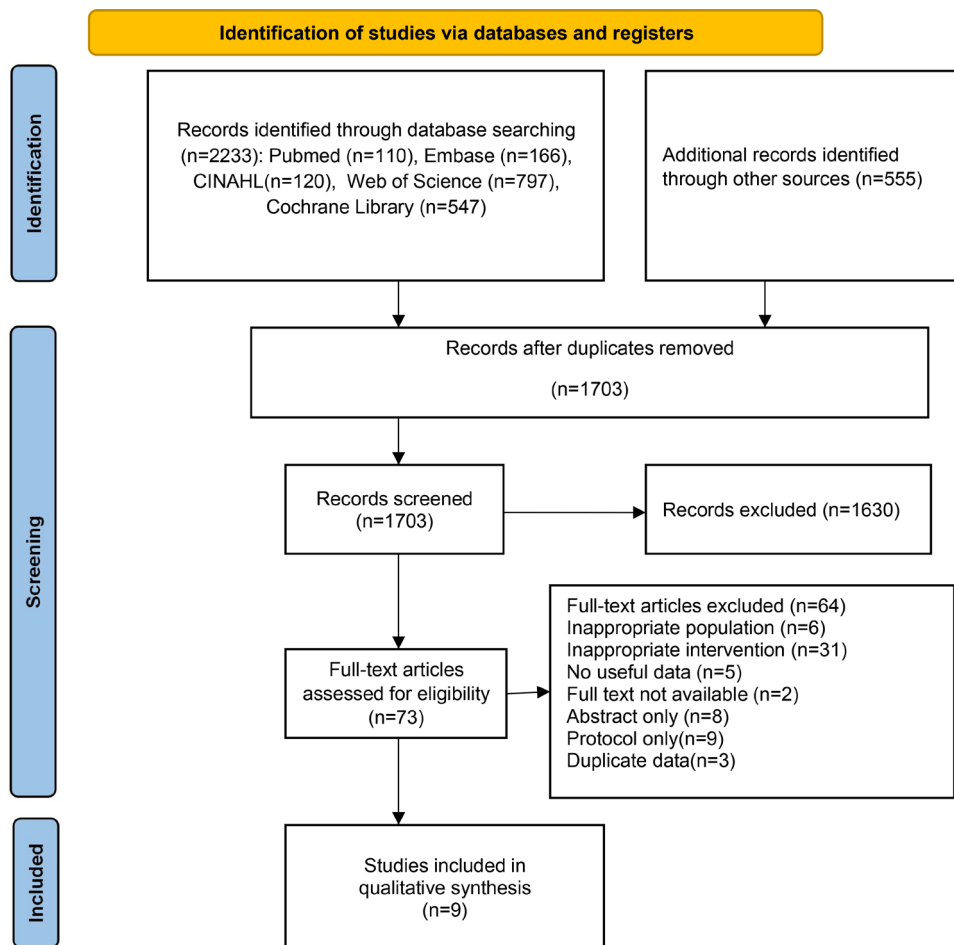 Identification of studies via databases and registers
Identification
Records identified through database searching
(n=2233): Pubmed (n=110), Embase (n=166),
CINAHL(n=120), Web of Science (n=797),
Cochrane Library (n=547)
Additional records identified
through other sources (n=555)
Screening
Records after duplicates removed
(n=1703)
Records screened
(n=1703)
Records excluded (n=1630)
Full-text articles
assessed for eligibility
(n=73)
Full-text articles excluded (n=64)
Inappropriate population (n=6)
Inappropriate intervention (n=31)
No useful data(n=5)
Full text not available (n=2)
Abstract only (n=8)
Protocol only(n=9)
Duplicate data(n=3)
Included
Studies included in
qualitative synthesis
(n=9)